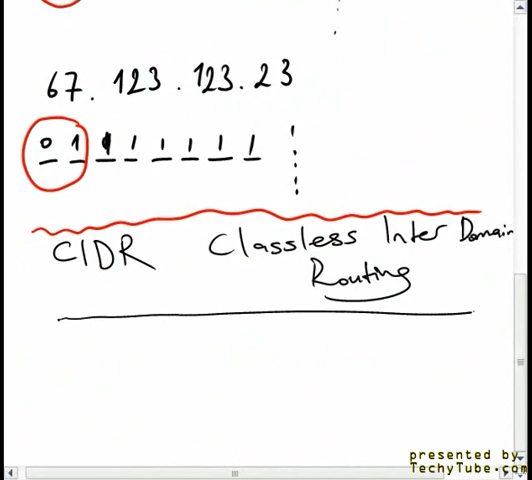 67. 123. 123. 23
0 1 1 1 1 1 1 1
CIDR Classless Inter Domain
Routing
presented by
TechyTube.com